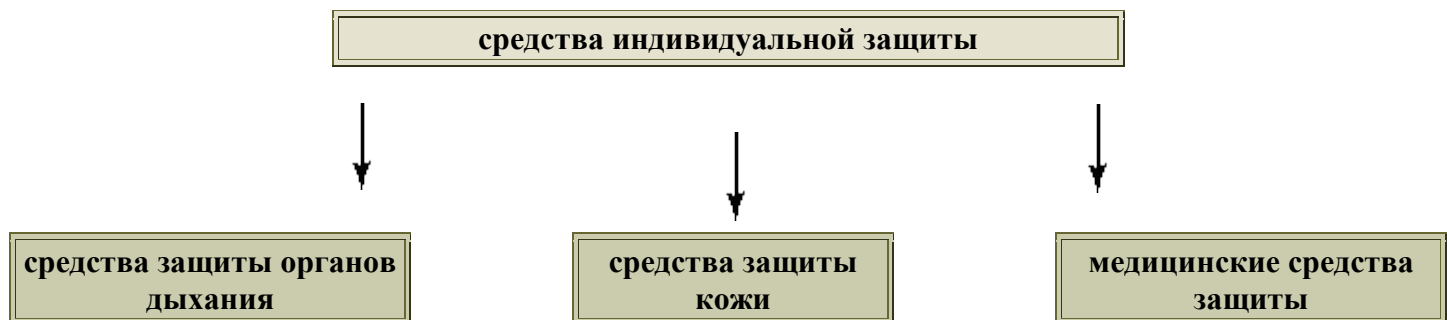 средства индивидуальной защиты
средства защиты органов
дыхания
средства защиты
кожи
медицинские средства
защиты